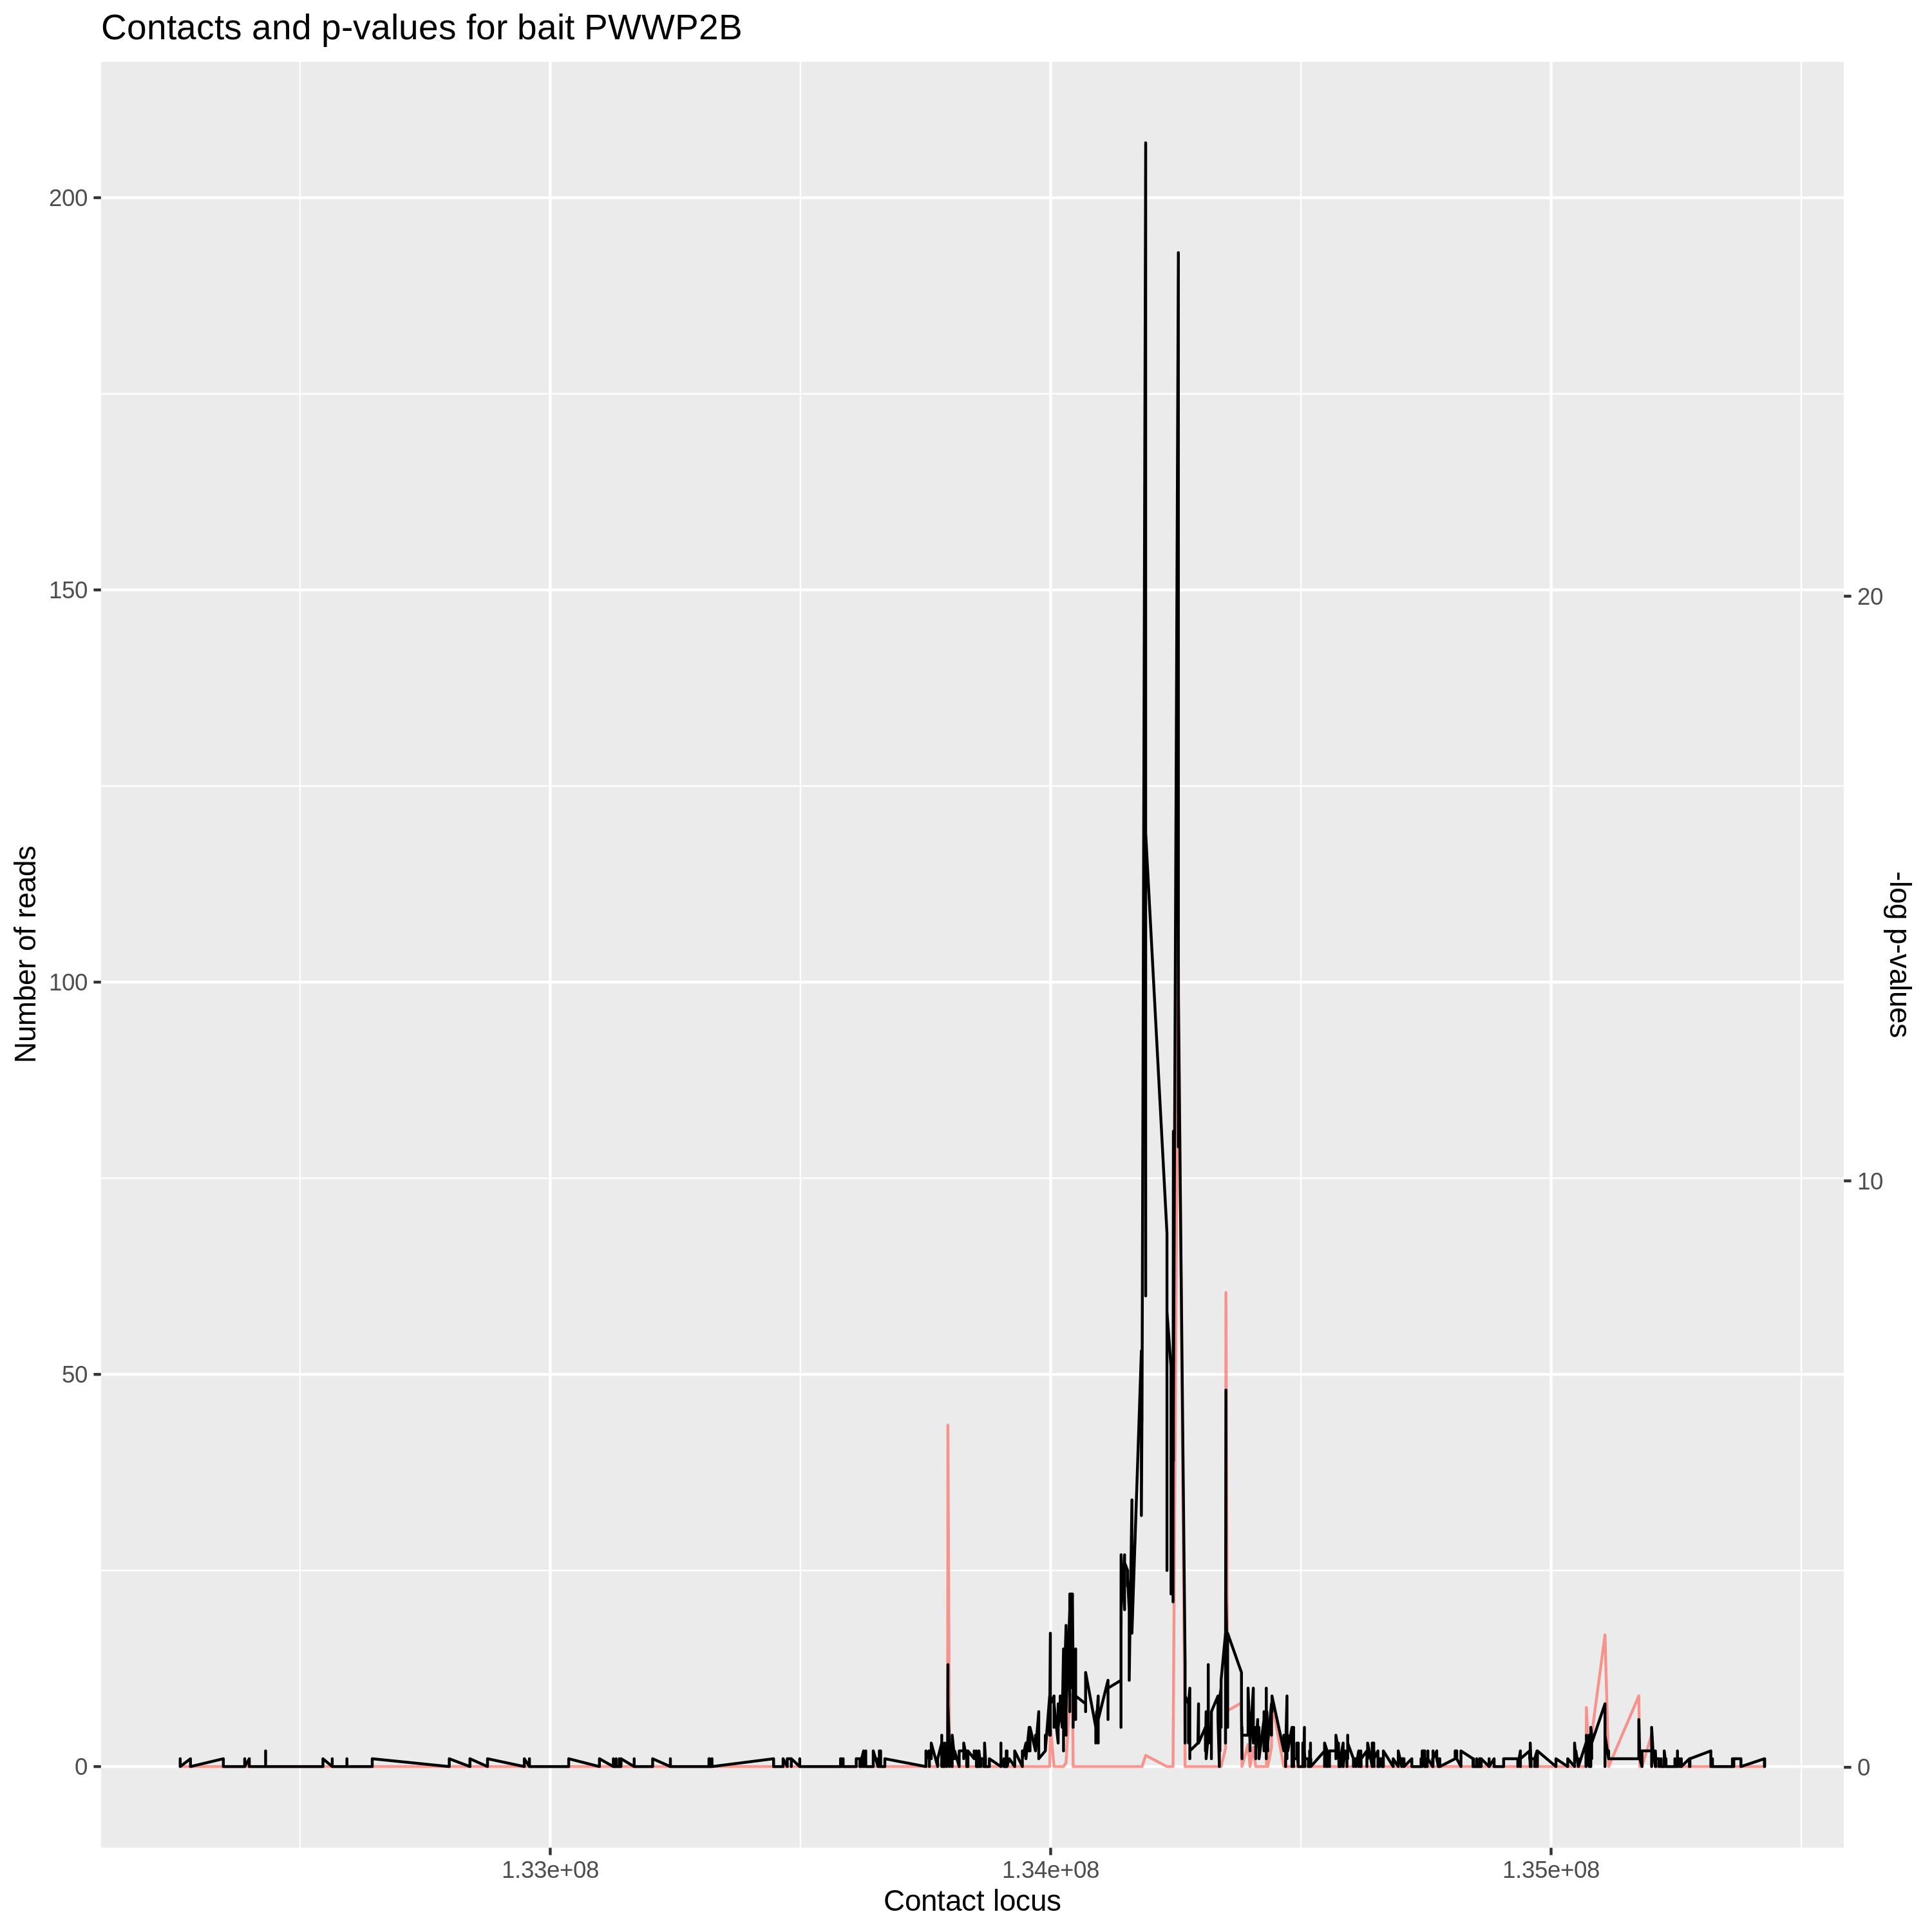 Contacts and p-values for bait PWWP2B
200
150
100
50
0
Number of reads
20
10
0
-log p-values
1.33e+08
1.34e+08
1.35e+08
Contact locus